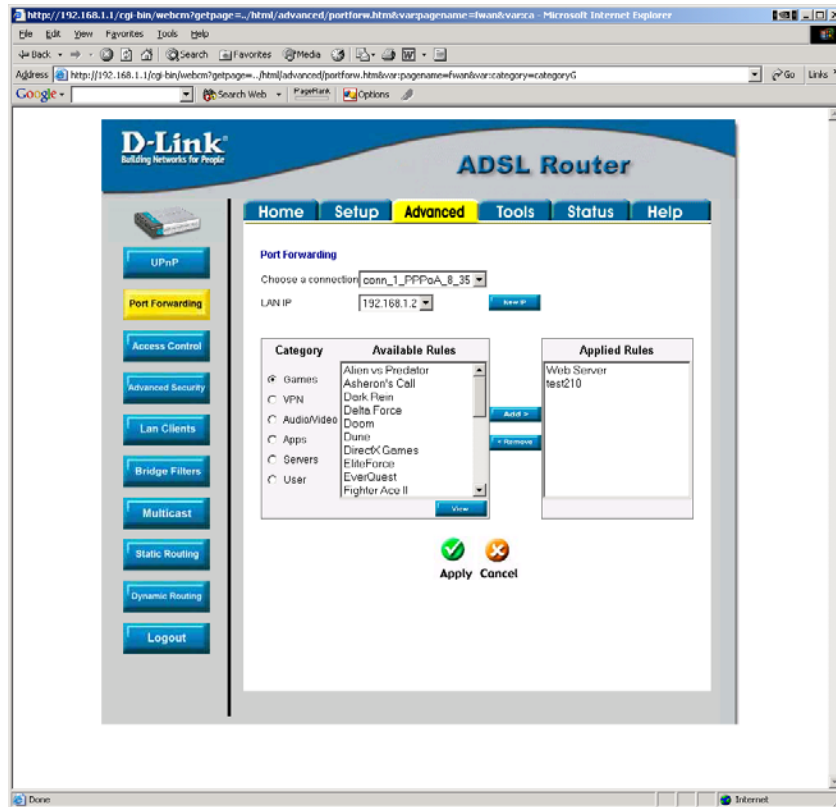 http://192.168.1.1/cgi-bin/webcm?getpage=../html/advanced/portforw.htm&var:pagename=fwan&var:ca - Microsoft Internet Explorer
File Edit View Favorites Tools Help
Back Search Favorites Media
Address http://192.168.1.1/cgi-bin/webcm?getpage=../html/advanced/portforw.htm&var:pagename=fwan&var:category=categoryG Go Links
Google Search Web PageRank Options
D-Link
Building Networks for People
ADSL Router
Home Setup Advanced Tools Status Help
UPnP
Port Forwarding
Access Control
Advanced Security
Lan Clients
Bridge Filters
Multicast
Static Routing
Dynamic Routing
Logout
Port Forwarding
Choose a connection conn_1_PPPoA_8_35
LAN IP 192.168.1.2 New IP
Category Available Rules Applied Rules
Games
VPN
Audio/Video
Apps
Servers
User
Alien vs Predator
Asheron's Call
Dark Rein
Delta Force
Doom
Dune
DirectX Games
EliteForce
EverQuest
Fighter Ace II
Add >
< Remove
View
Web Server
test210
Apply Cancel
Done Internet